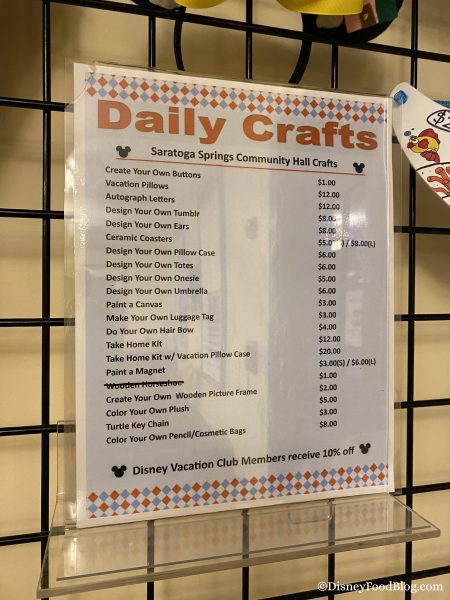 Daily Crafts
Saratoga Springs Community Hall Crafts
Create Your Own Buttons $1.00
Vacation Pillows $12.00
Autograph Letters $12.00
Design Your Own Tumblr $8.00
Design Your Own Ears $8.00
Ceramic Coasters $5.00(S) / $8.00(L)
Design Your Own Pillow Case $6.00
Design Your Own Totes $6.00
Design Your Own Onesie $6.00
Design Your Own Umbrella $6.00
Paint a Canvas $3.00
Make Your Own Luggage Tag $3.00
Do Your Own Hair Bow $4.00
Take Home Kit $12.00
Take Home Kit w/ Vacation Pillow Case $20.00
Paint a Magnet $3.00(S) / $6.00(L)
Wooden Horseshoe $1.00
Create Your Own Wooden Picture Frame $2.00
Color Your Own Plush $5.00
Turtle Key Chain $3.00
Color Your Own Pencil/Cosmetic Bags $8.00
Disney Vacation Club Members receive 10% off
©DisneyFoodBlog.com